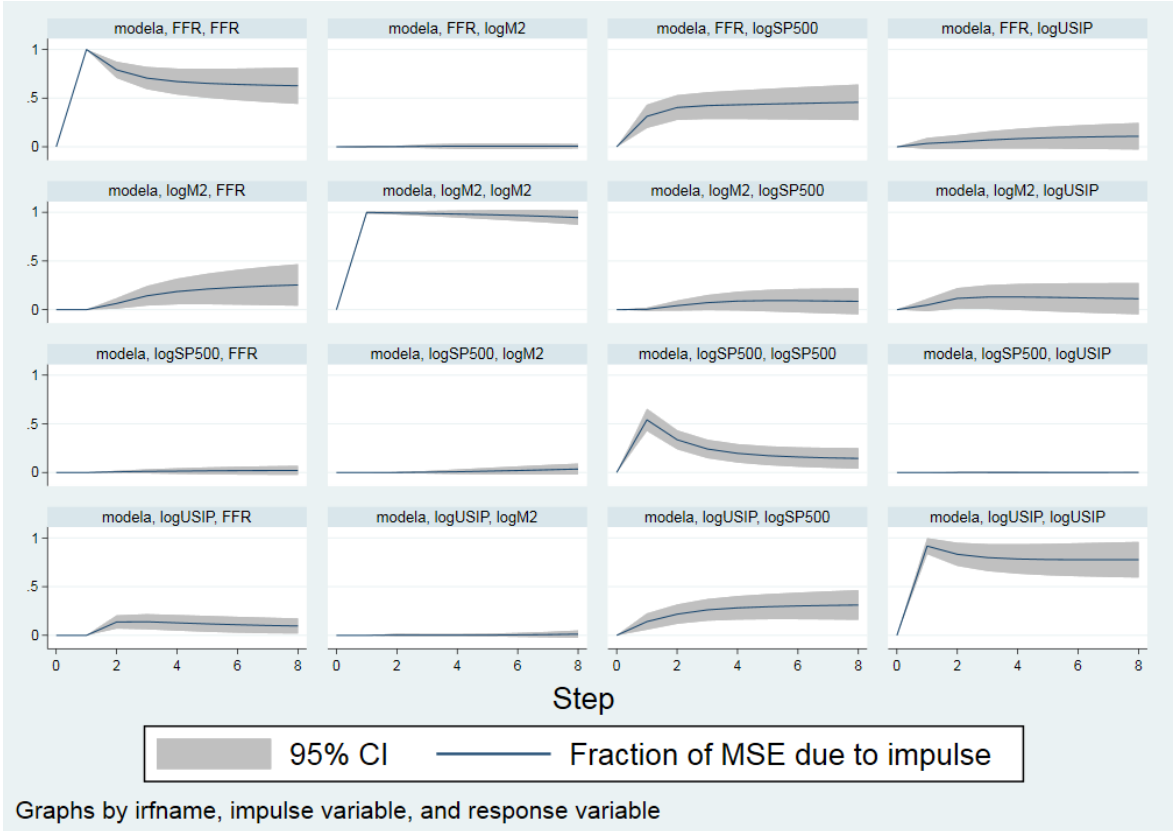 modela, FFR, FFR
modela, FFR, logM2
modela, FFR, logSP500
modela, FFR, logUSIP
1
.5
0
modela, logM2, FFR
modela, logM2, logM2
modela, logM2, logSP500
modela, logM2, logUSIP
1
.5
0
modela, logSP500, FFR
modela, logSP500, logM2
modela, logSP500, logSP500
modela, logSP500, logUSIP
1
.5
0
modela, logUSIP, FFR
modela, logUSIP, logM2
modela, logUSIP, logSP500
modela, logUSIP, logUSIP
1
.5
0
0 2 4 6 8
0 2 4 6 8
0 2 4 6 8
0 2 4 6 8
Step
95% CI
Fraction of MSE due to impulse
Graphs by irfname, impulse variable, and response variable